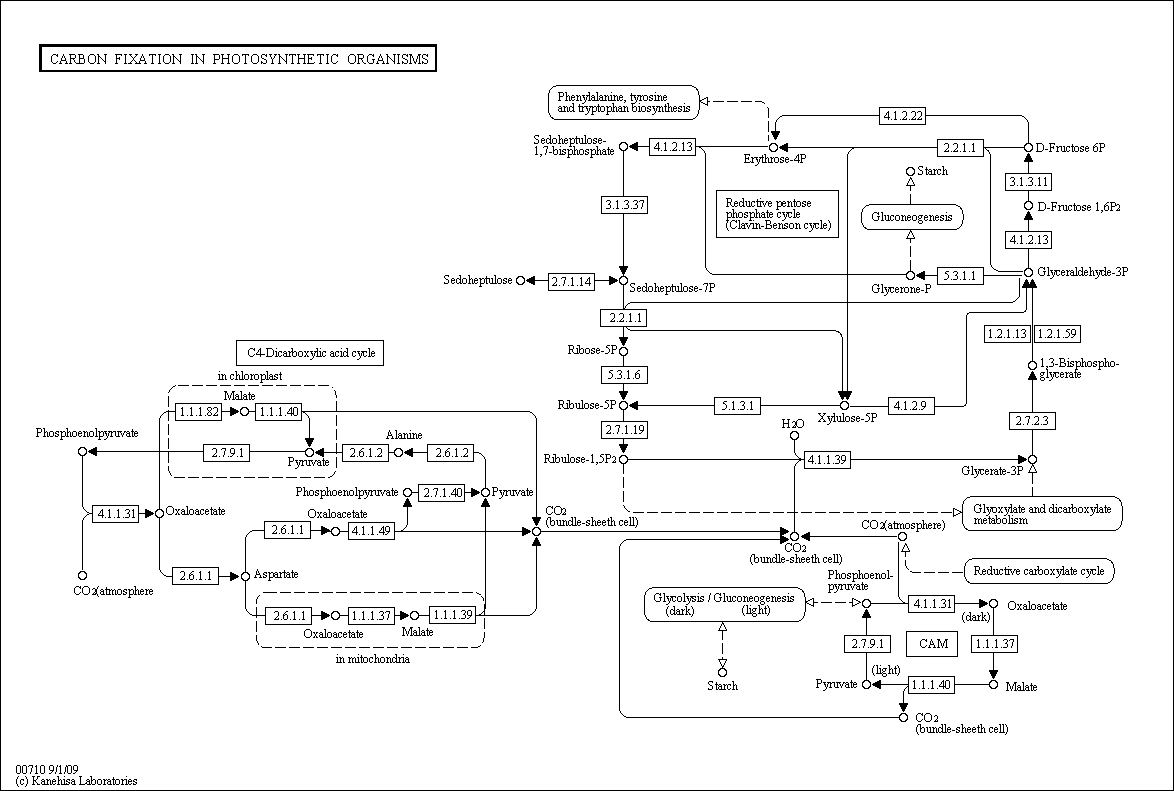 CARBON FIXATION IN PHOTOSYNTHETIC ORGANISMS
Phenylalanine, tyrosine
and tryptophan biosynthesis
4.1.2.22
Sedoheptulose-
1,7-bisphosphate
4.1.2.13
Erythrose-4P
2.2.1.1
D-Fructose 6P
Starch
3.1.3.11
3.1.3.37
Reductive pentose
phosphate cycle
(Clavin-Benson cycle)
Gluconeogenesis
D-Fructose 1,6P2
4.1.2.13
Sedoheptulose
2.7.1.14
Sedoheptulose-7P
Glycerone-P
5.3.1.1
Glyceraldehyde-3P
2.2.1.1
1.2.1.13
1.2.1.59
Ribose-5P
C4-Dicarboxylic acid cycle
1,3-Bisphospho-
glycerate
5.3.1.6
in chloroplast
Malate
1.1.1.82
1.1.1.40
Ribulose-5P
5.1.3.1
Xylulose-5P
4.1.2.9
2.7.2.3
H2O
2.7.1.19
Phosphoenolpyruvate
2.7.9.1
Pyruvate
2.6.1.2
Alanine
2.6.1.2
Ribulose-1,5P2
4.1.1.39
Glycerate-3P
Phosphoenolpyruvate
2.7.1.40
Pyruvate
4.1.1.31
Oxaloacetate
Oxaloacetate
2.6.1.1
4.1.1.49
CO2
(bundle-sheeth cell)
Glyoxylate and dicarboxylate
metabolism
CO2(atmosphere)
CO2
(bundle-sheeth cell)
2.6.1.1
Aspartate
CO2(atmosphere
Phosphoenol-
pyruvate
Reductive carboxylate cycle
Glycolysis / Gluconeogenesis
(dark)
(light)
4.1.1.31
Oxaloacetate
(dark)
2.6.1.1
Oxaloacetate
1.1.1.37
Malate
1.1.1.39
2.7.9.1
CAM
1.1.1.37
in mitochondria
Starch
Pyruvate
(light)
1.1.1.40
Malate
CO2
(bundle-sheeth cell)
00710 9/1/09
(c) Kanehisa Laboratories